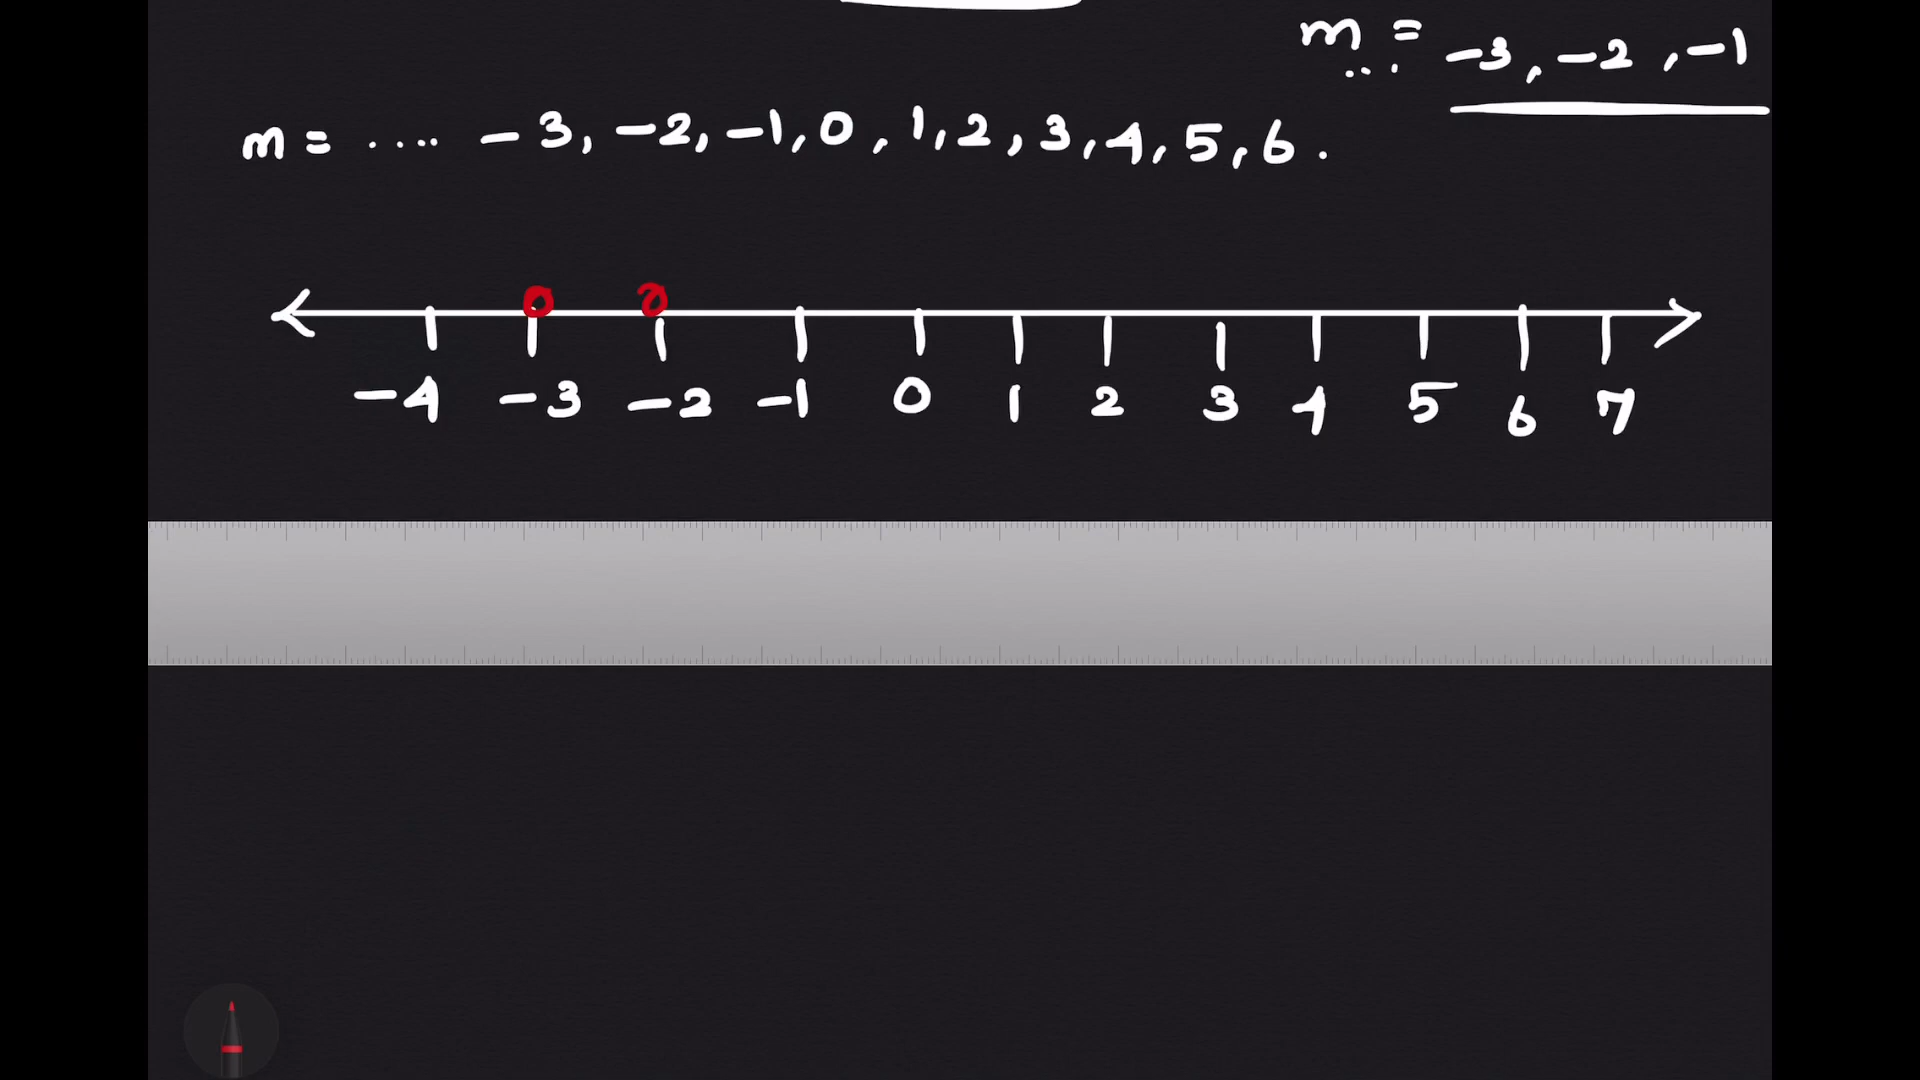 m = -3, -2, -1
...
m = .... -3, -2, -1, 0, 1, 2, 3, 4, 5, 6.
-4 -3 -2 -1 0 1 2 3 4 5 6 7